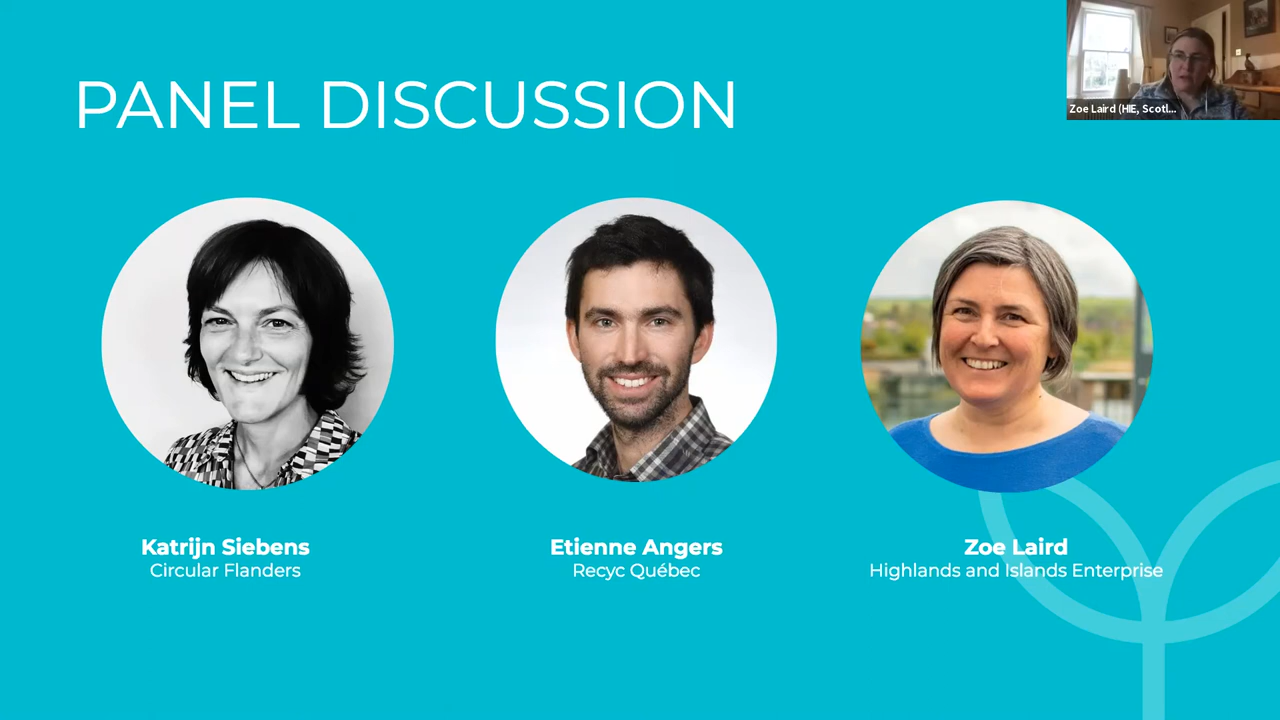 PANEL DISCUSSION
Zoe Laird (HIE, Scotl...
Katrijn Siebens
Circular Flanders
Etienne Angers
Recyc Québec
Zoe Laird
Highlands and Islands Enterprise